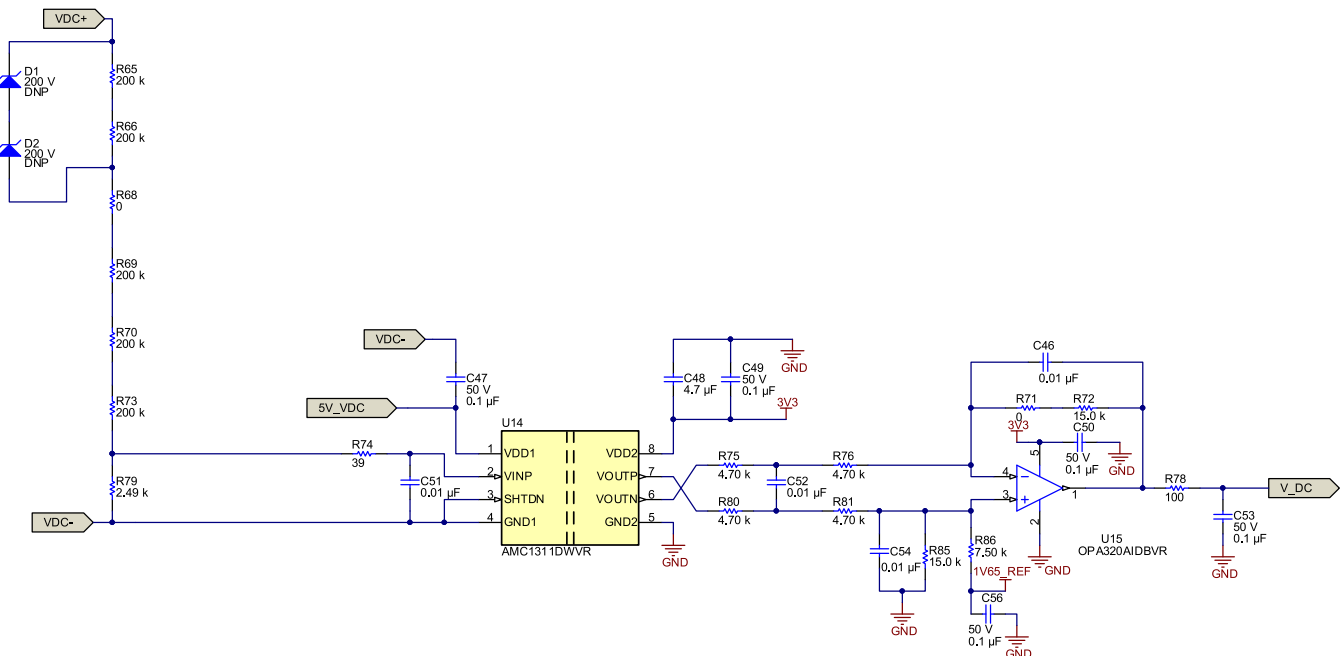 VDC+
D1
200 V
DNP
D2
200 V
DNP
R65
200 k
R66
200 k
R68
0
R69
200 k
R70
200 k
R73
200 k
R79
2.49 k
VDC-
VDC-
C47
50 V
0.1 µF
5V_VDC
R74
39
C51
0.01 µF
U14
1
VDD1
2
VINP
3
SHTDN
4
GND1
VDD2
8
VOUTP
7
VOUTN
6
GND2
5
AMC1311DWVR
GND
C48
4.7 µF
C49
50 V
0.1 µF
GND
3V3
R75
4.70 k
R76
4.70 k
C52
0.01 µF
R80
4.70 k
R81
4.70 k
C54
0.01 µF
R85
15.0 k
GND
R86
7.50 k
1V65_REF
C56
50 V
0.1 µF
GND
C46
0.01 µF
R71
0
R72
15.0 k
3V3
C50
50 V
0.1 µF
GND
5
4
3
1
2
U15
OPA320AIDBVR
GND
R78
100
C53
50 V
0.1 µF
GND
V_DC